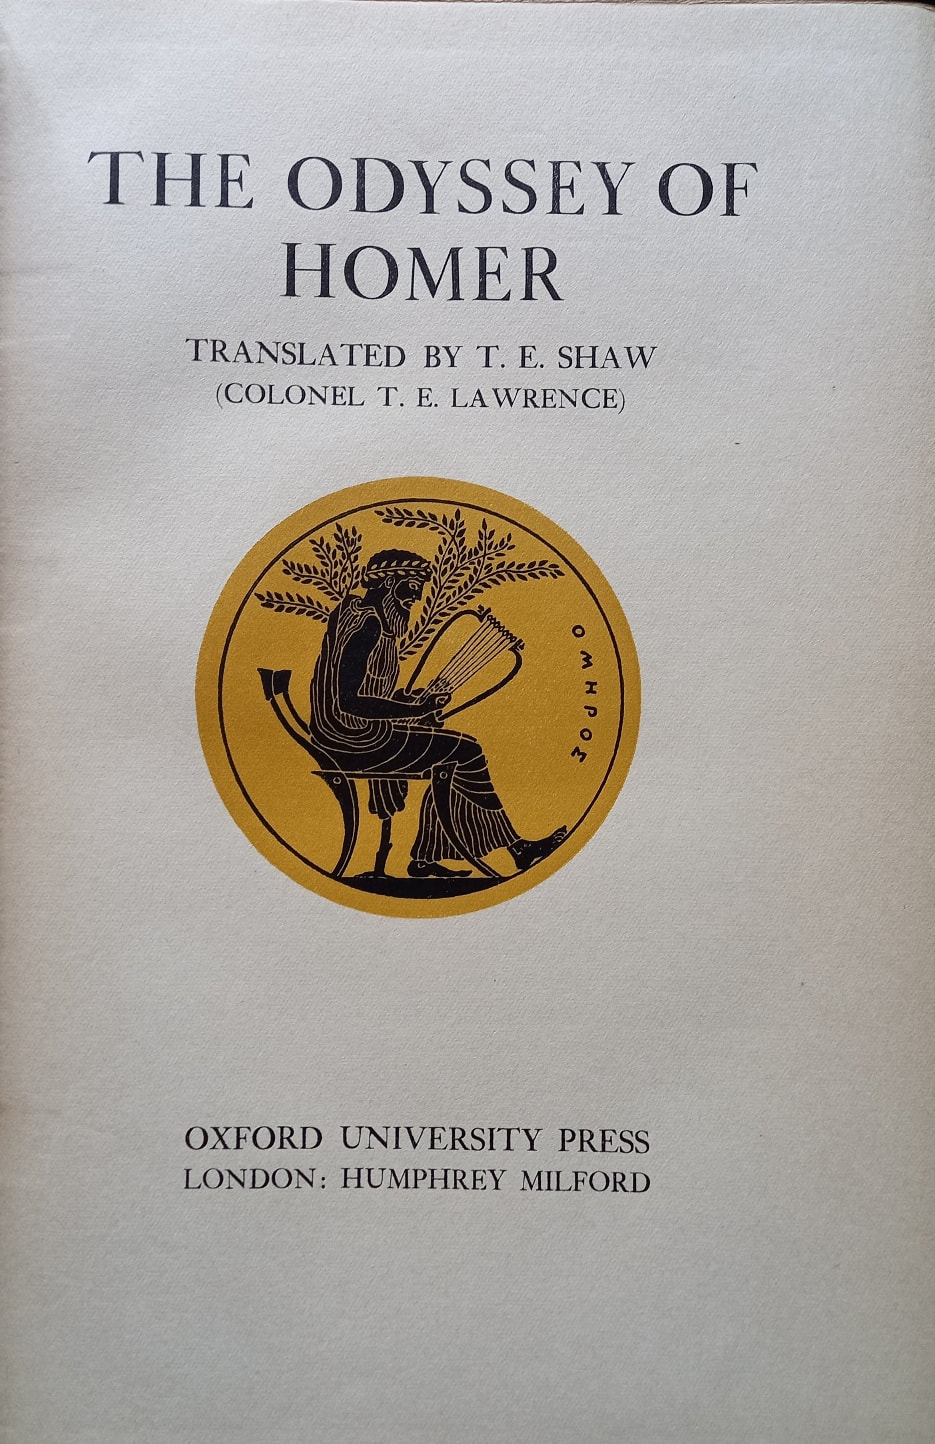 THE ODYSSEY OF
HOMER
TRANSLATED BY T. E. SHAW
(COLONEL T. E. LAWRENCE)
ΟΜΗΡΟΣ
OXFORD UNIVERSITY PRESS
LONDON: HUMPHREY MILFORD